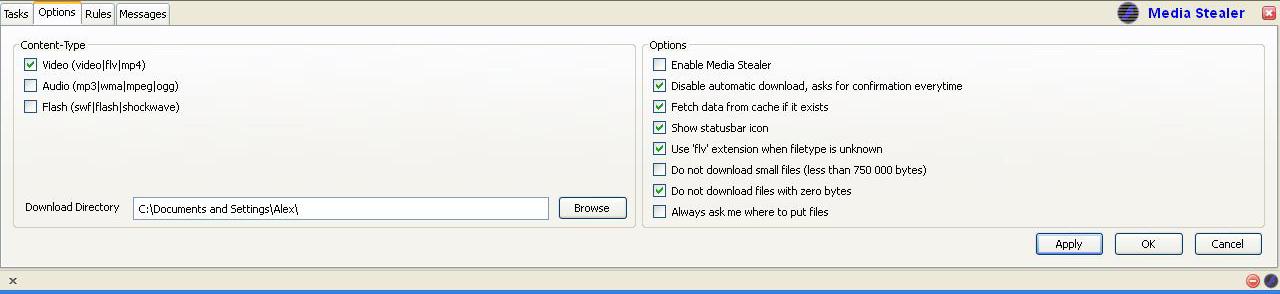 Tasks Options Rules Messages Media Stealer
Content-Type
Video (video|flv|mp4)
Audio (mp3|wma|mpeg|ogg)
Flash (swf|flash|shockwave)
Download Directory C:\Documents and Settings\Alex\ Browse
Options
Enable Media Stealer
Disable automatic download, asks for confirmation everytime
Fetch data from cache if it exists
Show statusbar icon
Use 'flv' extension when filetype is unknown
Do not download small files (less than 750 000 bytes)
Do not download files with zero bytes
Always ask me where to put files
Apply OK Cancel